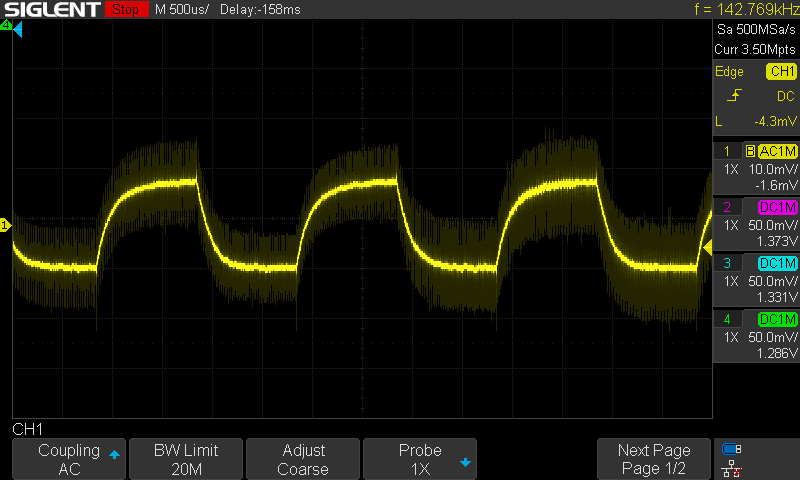 SIGLENT Stop M 500us/ Delay:-158ms f = 142.769kHz
Sa 500MSa/s
Curr 3.50Mpts
Edge CH1
DC
L -4.3mV
1 B AC1M
1X 10.0mV/
-1.6mV
2 DC1M
1X 50.0mV/
1.373V
3 DC1M
1X 50.0mV/
1.331V
4 DC1M
1X 50.0mV/
1.286V
4
1
CH1
Coupling
AC
BW Limit
20M
Adjust
Coarse
Probe
1X
Next Page
Page 1/2